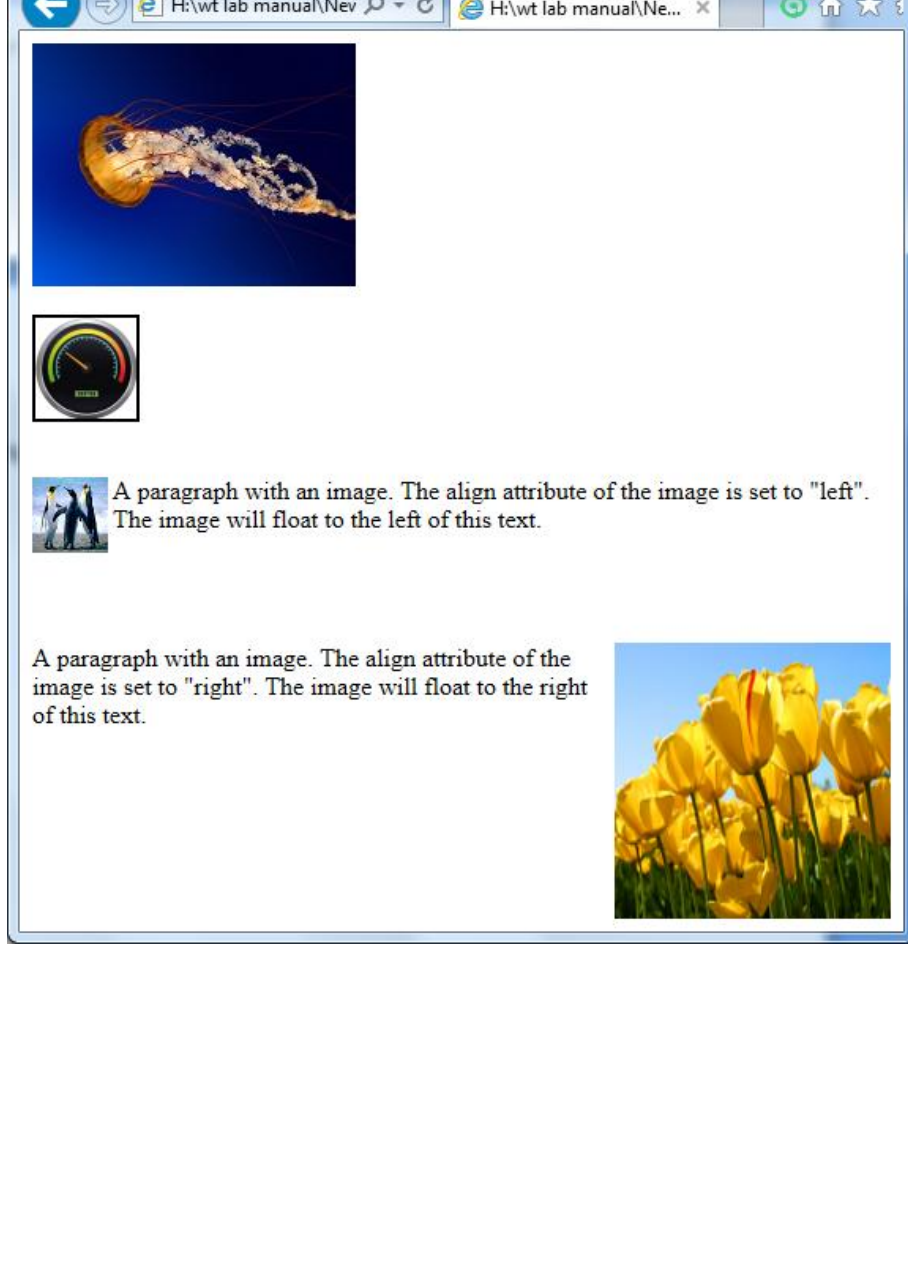 H:\wt lab manual\Nev
H:\wt lab manual\Ne...
A paragraph with an image. The align attribute of the image is set to "left".
The image will float to the left of this text.
A paragraph with an image. The align attribute of the
image is set to "right". The image will float to the right
of this text.